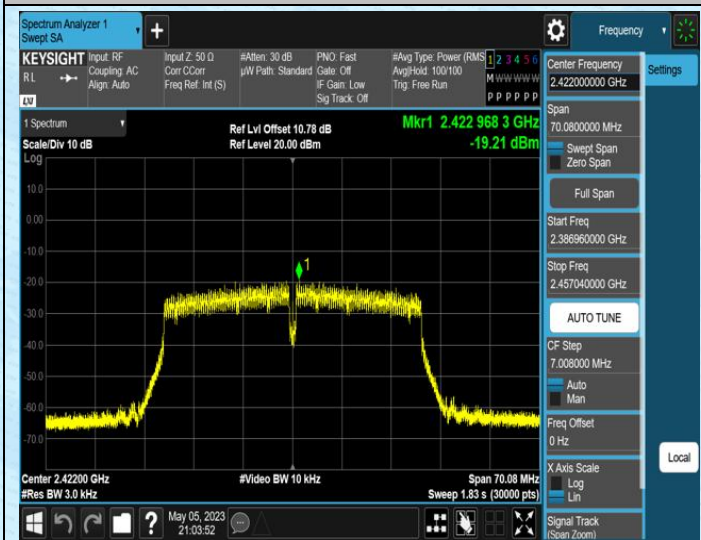 Spectrum Analyzer 1
Swept SA
+
Frequency
KEYSIGHT
RL
LXI
Input: RF
Coupling: AC
Align: Auto
Input Z: 50 Ω
Corr CCorr
Freq Ref: Int (S)
#Atten: 30 dB
µW Path: Standard
PNO: Fast
Gate: Off
IF Gain: Low
Sig Track: Off
#Avg Type: Power (RMS
Avg|Hold: 100/100
Trig: Free Run
1 2 3 4 5 6
M W W W W W
P P P P P P
Center Frequency
2.422000000 GHz
Settings
Span
70.0800000 MHz
Swept Span
Zero Span
Full Span
Start Freq
2.386960000 GHz
Stop Freq
2.457040000 GHz
AUTO TUNE
CF Step
7.008000 MHz
Auto
Man
Freq Offset
0 Hz
X Axis Scale
Log
Lin
Signal Track
(Span Zoom)
Local
1 Spectrum
Scale/Div 10 dB
Log
Ref Lvl Offset 10.78 dB
Ref Level 20.00 dBm
Mkr1 2.422 968 3 GHz
-19.21 dBm
10.0
0.00
-10.0
-20.0
-30.0
-40.0
-50.0
-60.0
-70.0
1
Center 2.42200 GHz
#Res BW 3.0 kHz
#Video BW 10 kHz
Span 70.08 MHz
Sweep 1.83 s (30000 pts)
?
May 05, 2023
21:03:52